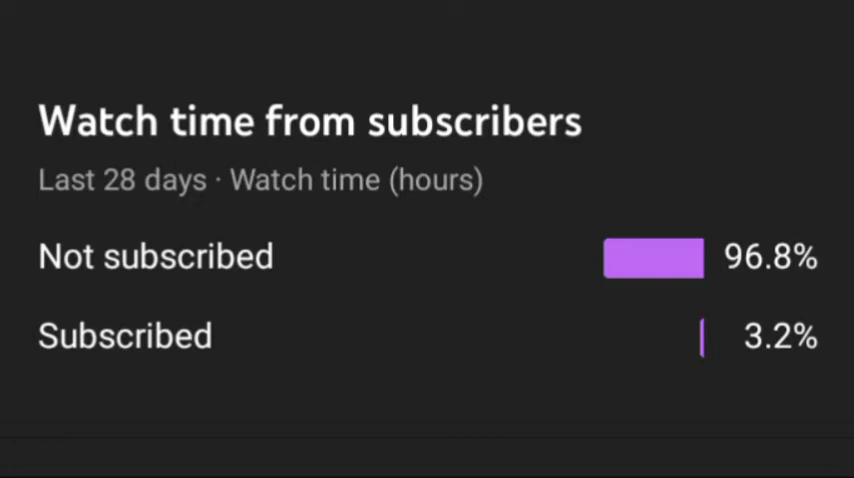 Watch time from subscribers
Last 28 days · Watch time (hours)
Not subscribed 96.8%
Subscribed 3.2%